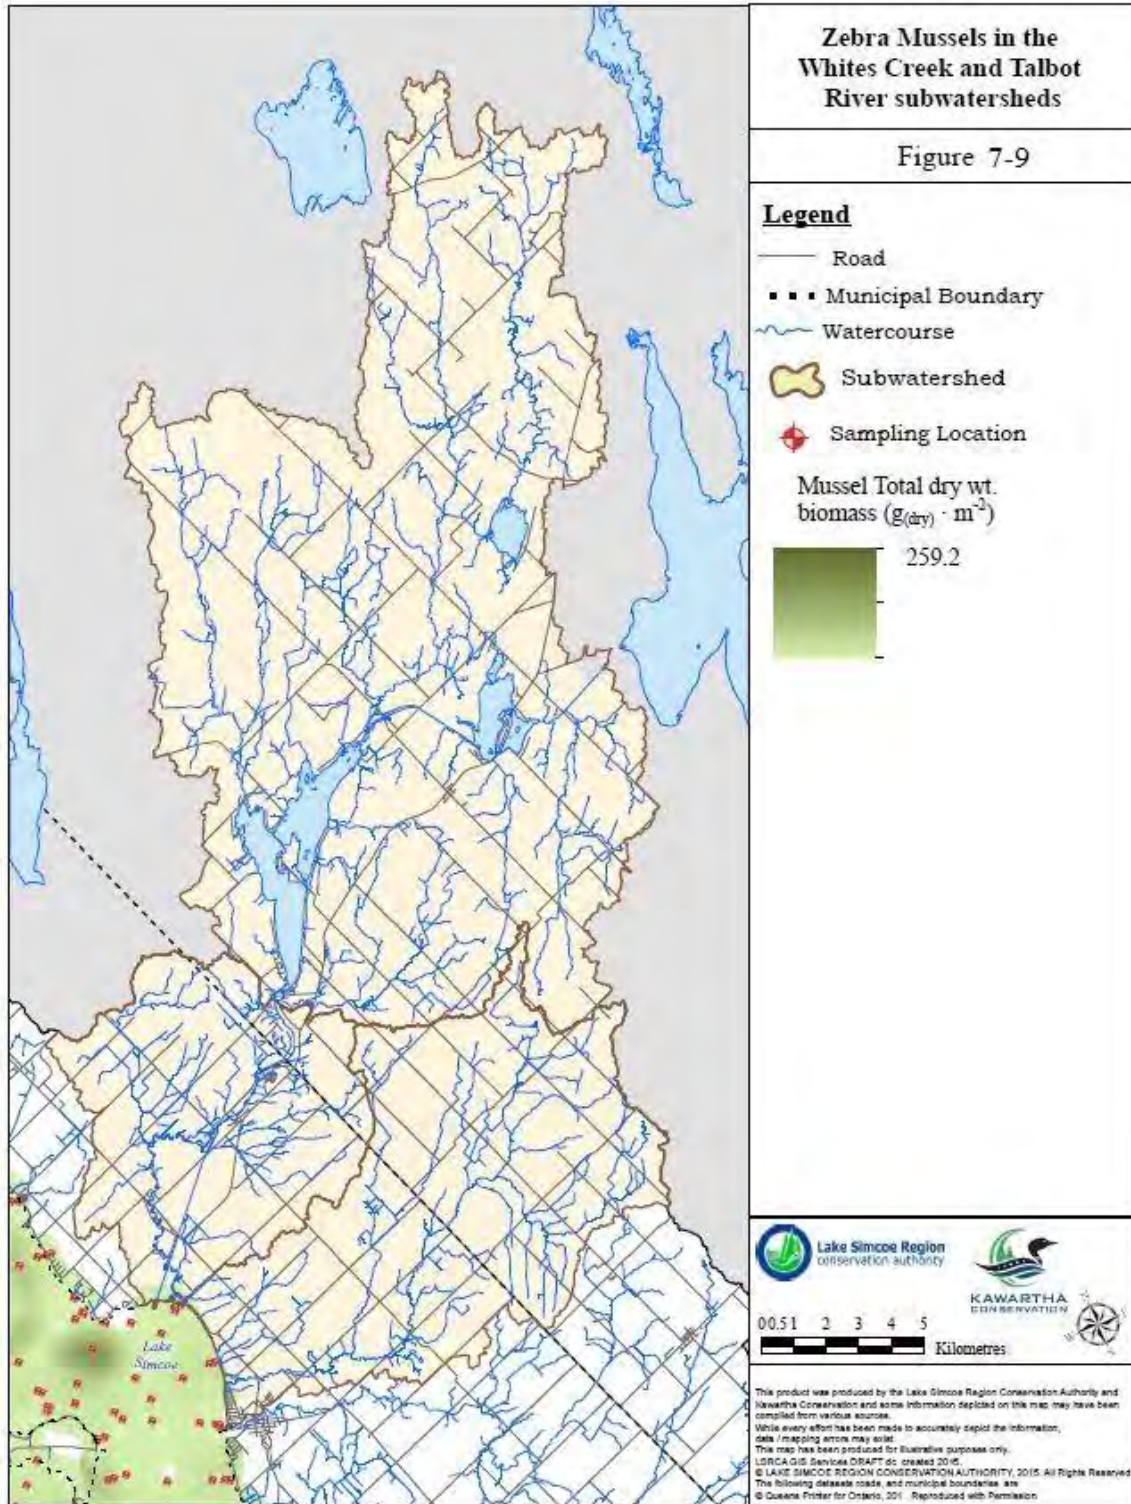 Zebra Mussels in the
Whites Creek and Talbot
River subwatersheds
Figure 7-9
Legend
Road
Municipal Boundary
Watercourse
Subwatershed
Sampling Location
Mussel Total dry wt.
biomass (g(dry) · m-2)
259.2
Lake
Simcoe
Lake Simcoe Region
conservation authority
KAWARTHA
CONSERVATION
0 0.5 1 2 3 4 5
Kilometres
This product was produced by the Lake Simcoe Region Conservation Authority and
Kawartha Conservation and some information depicted on this map may have been
compiled from various sources.
While every effort has been made to accurately depict the information,
data / mapping errors may exist.
This map has been produced for illustrative purposes only.
LSRCA GIS Services DRAFT created 2015.
© LAKE SIMCOE REGION CONSERVATION AUTHORITY, 2015. All Rights Reserved
The following datasets roads, and municipal boundaries are
© Queens Printer for Ontario, 201 . Reproduced with Permission